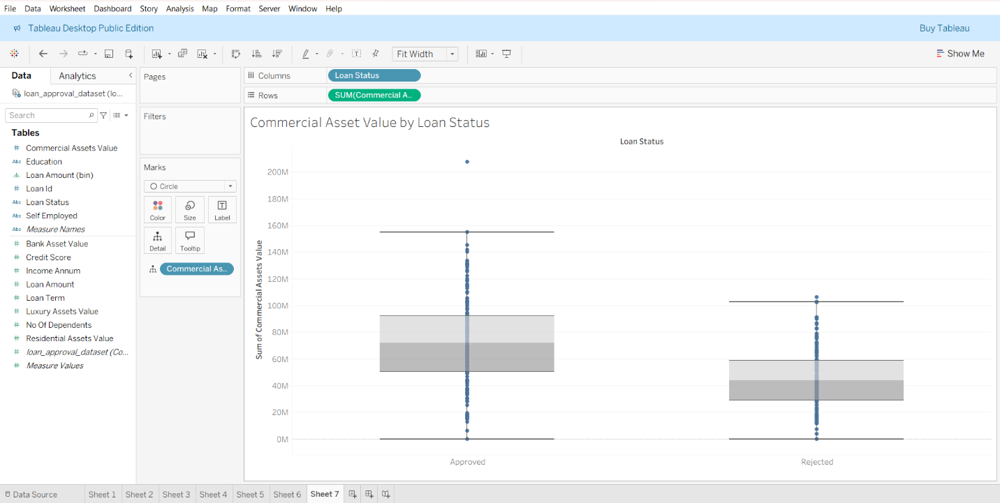 File Data Worksheet Dashboard Story Analysis Map Format Server Window Help
Tableau Desktop Public Edition Buy Tableau
Fit Width Show Me
Data Analytics
loan_approval_dataset (lo...
Search
Tables
Commercial Assets Value
Abc Education
Loan Amount (bin)
Loan Id
Abc Loan Status
Abc Self Employed
Abc Measure Names
Bank Asset Value
Credit Score
Income Annum
Loan Amount
Loan Term
Luxury Assets Value
No Of Dependents
Residential Assets Value
loan_approval_dataset (Co...
Measure Values
Pages
Filters
Marks
Circle
Color Size Label
Detail Tooltip
Commercial As..
Columns Loan Status
Rows SUM(Commercial A..
Commercial Asset Value by Loan Status
Loan Status
Sum of Commercial Assets Value
200M
180M
160M
140M
120M
100M
80M
60M
40M
20M
0M
Approved Rejected
Data Source Sheet 1 Sheet 2 Sheet 3 Sheet 4 Sheet 5 Sheet 6 Sheet 7